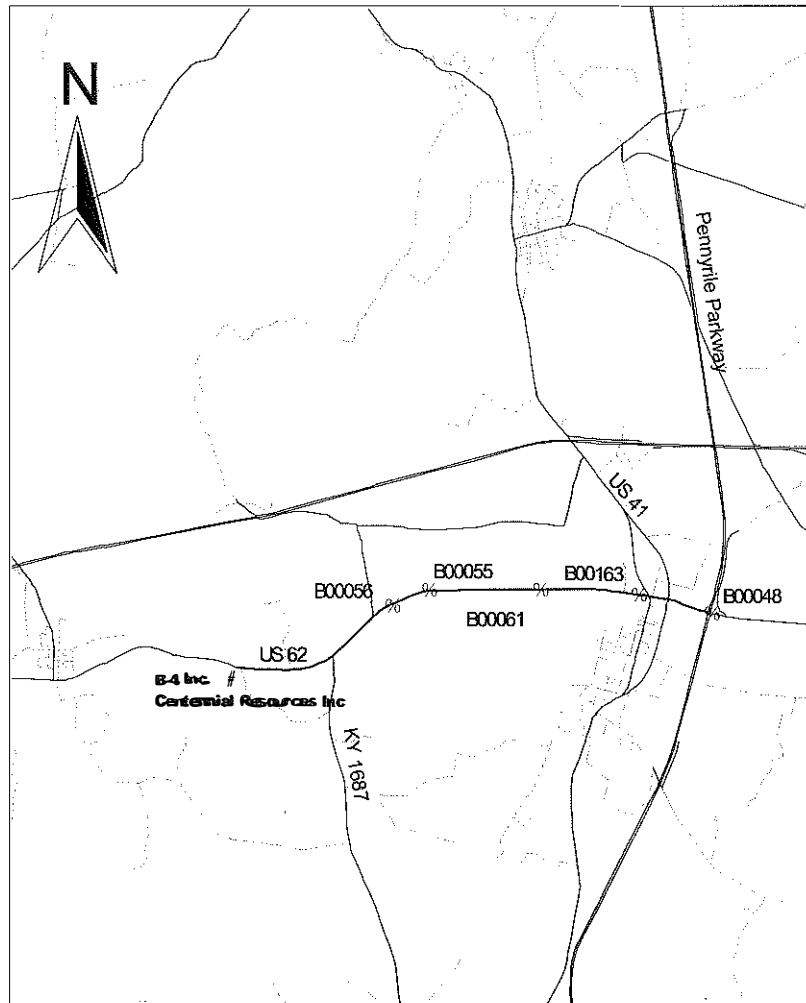 N
Pennyrile Parkway
US 41
B00055
B00163
B00056
B00048
B00061
US 62
B-4 Inc.
#
Centennial Resources Inc
KY 1687
%
%
%
%
%